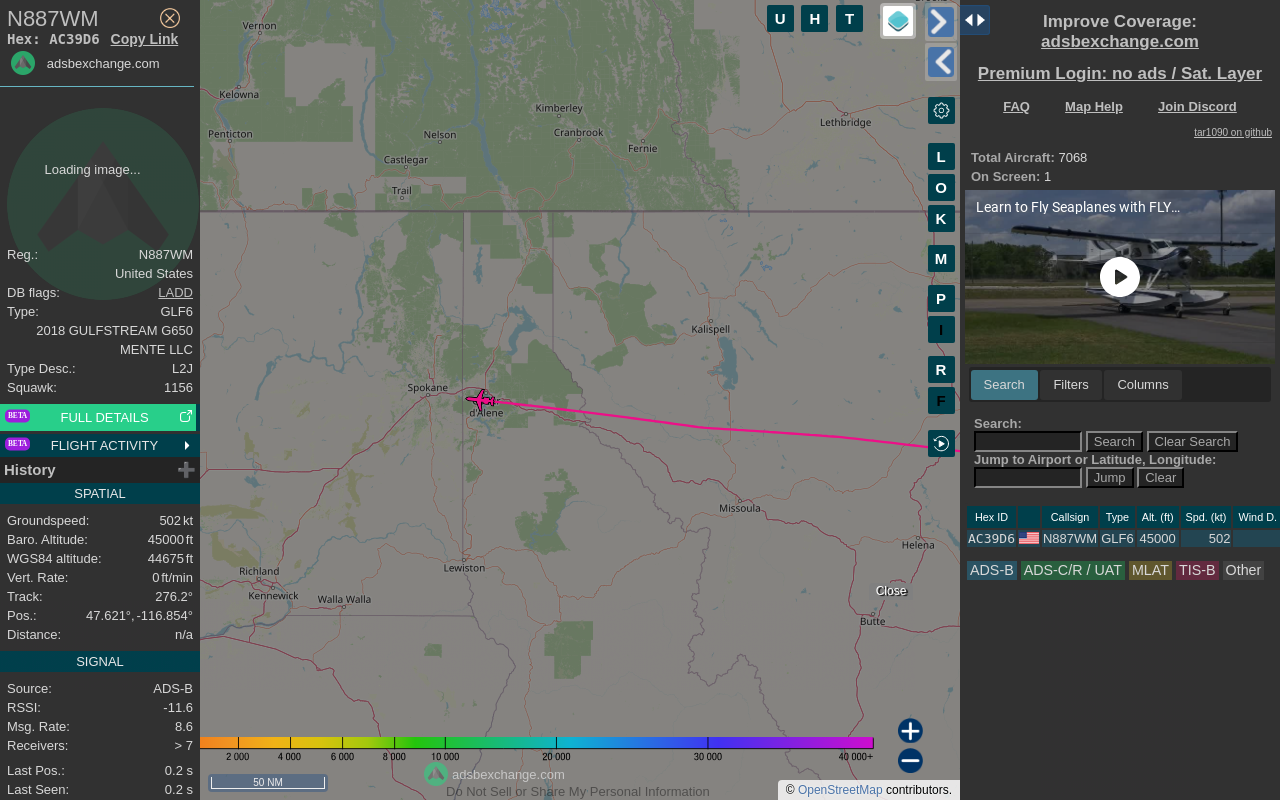 N887WM
Hex: AC39D6 Copy Link
adsbexchange.com
Loading image...
Reg.: N887WM
United States
DB flags: LADD
Type: GLF6
2018 GULFSTREAM G650
MENTE LLC
Type Desc.: L2J
Squawk: 1156
BETA FULL DETAILS
BETA FLIGHT ACTIVITY
History
SPATIAL
Groundspeed: 502 kt
Baro. Altitude: 45000 ft
WGS84 altitude: 44675 ft
Vert. Rate: 0 ft/min
Track: 276.2°
Pos.: 47.621°, -116.854°
Distance: n/a
SIGNAL
Source: ADS-B
RSSI: -11.6
Msg. Rate: 8.6
Receivers: > 7
Last Pos.: 0.2 s
Last Seen: 0.2 s
Vernon
Kelowna
Penticton
Kimberley
Nelson
Cranbrook
Fernie
Castlegar
Trail
Lethbridge
Kalispell
Spokane
d'Alene
Missoula
Helena
Lewiston
Richland
Kennewick
Walla Walla
Butte
Close
U H T
L
O
K
M
P
I
R
F
2 000 4 000 6 000 8 000 10 000 20 000 30 000 40 000+
adsbexchange.com
50 NM
Do Not Sell or Share My Personal Information
© OpenStreetMap contributors.
Improve Coverage:
adsbexchange.com
Premium Login: no ads / Sat. Layer
FAQ Map Help Join Discord
tar1090 on github
Total Aircraft: 7068
On Screen: 1
Learn to Fly Seaplanes with FLY...
Search Filters Columns
Search:
Search Clear Search
Jump to Airport or Latitude, Longitude:
Jump Clear
Hex ID Callsign Type Alt. (ft) Spd. (kt) Wind D.
AC39D6 N887WM GLF6 45000 502
ADS-B ADS-C/R / UAT MLAT TIS-B Other